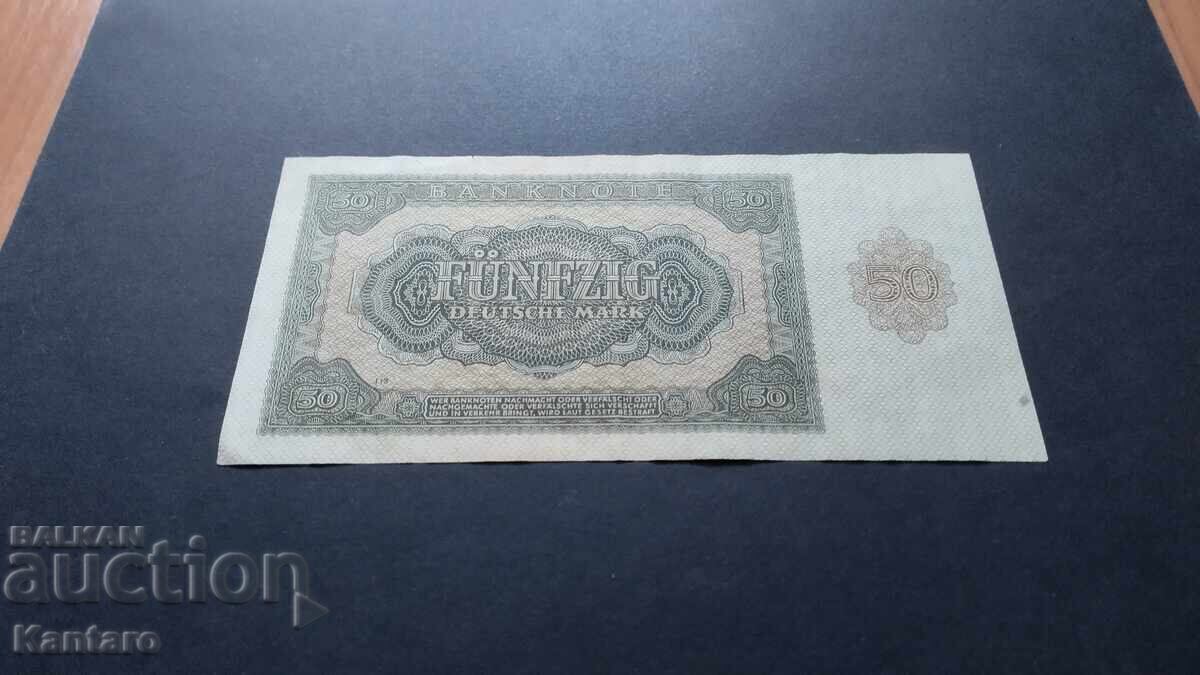 50 BANKNOTE 50
FÜNFZIG
DEUTSCHE MARK
50
50 50
WER BANKNOTEN NACHMACHT ODER VERFÄLSCHT ODER
NACHGEMACHTE ODER VERFÄLSCHTE SICH VERSCHAFFT
UND IN VERKEHR BRINGT, WIRD LAUT GESETZ BESTRAFT
BALKAN
auction
Kantaro